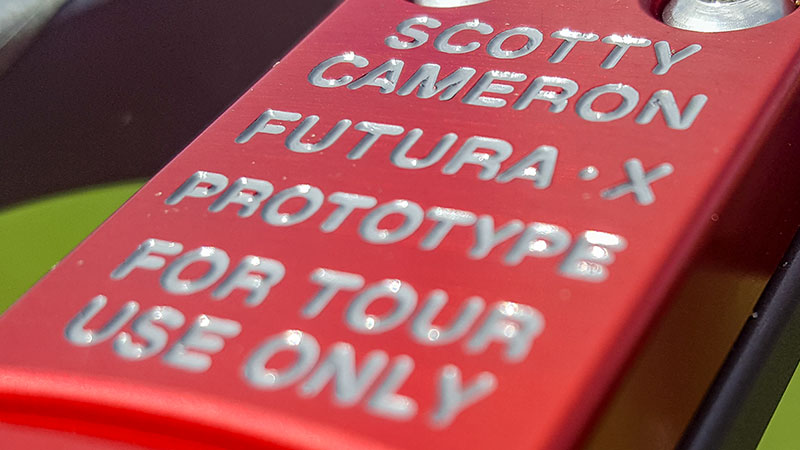 SCOTTY
CAMERON
FUTURA·X
PROTOTYPE
FOR TOUR
USE ONLY